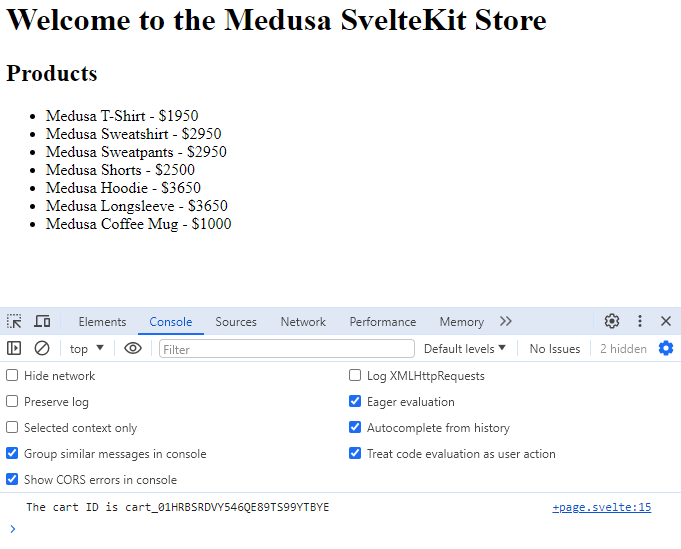 Welcome to the Medusa SvelteKit Store
Products
Medusa T-Shirt - $1950
Medusa Sweatshirt - $2950
Medusa Sweatpants - $2950
Medusa Shorts - $2500
Medusa Hoodie - $3650
Medusa Longsleeve - $3650
Medusa Coffee Mug - $1000
Elements Console Sources Network Performance Memory
top Filter Default levels No Issues 2 hidden
Hide network Log XMLHttpRequests
Preserve log Eager evaluation
Selected context only Autocomplete from history
Group similar messages in console Treat code evaluation as user action
Show CORS errors in console
The cart ID is cart_01HRBSRDVY546QE89TS99YTBYE +page.svelte:15